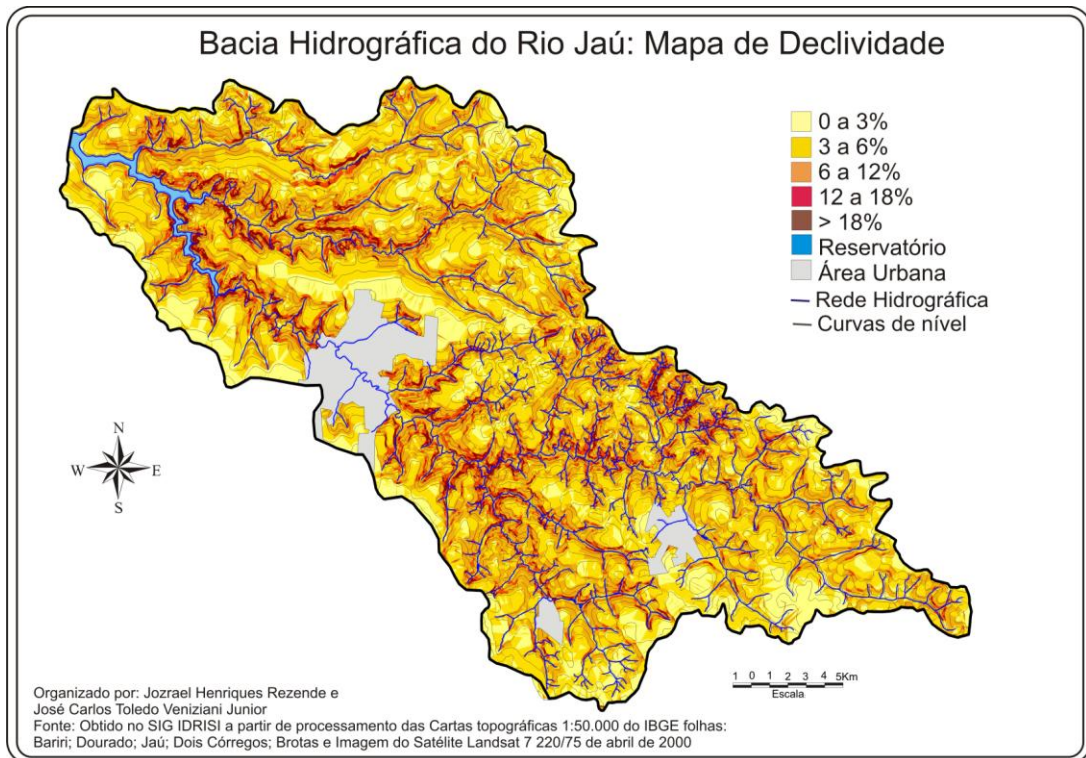 Bacia Hidrográfica do Rio Jaú: Mapa de Declividade
0 a 3%
3 a 6%
6 a 12%
12 a 18%
> 18%
Reservatório
Área Urbana
Rede Hidrográfica
Curvas de nível
N
W E
S
1 0 1 2 3 4 5Km
Escala
Organizado por: Jozrael Henriques Rezende e
José Carlos Toledo Veniziani Junior
Fonte: Obtido no SIG IDRISI a partir de processamento das Cartas topográficas 1:50.000 do IBGE folhas:
Bariri; Dourado; Jaú; Dois Córregos; Brotas e Imagem do Satélite Landsat 7 220/75 de abril de 2000